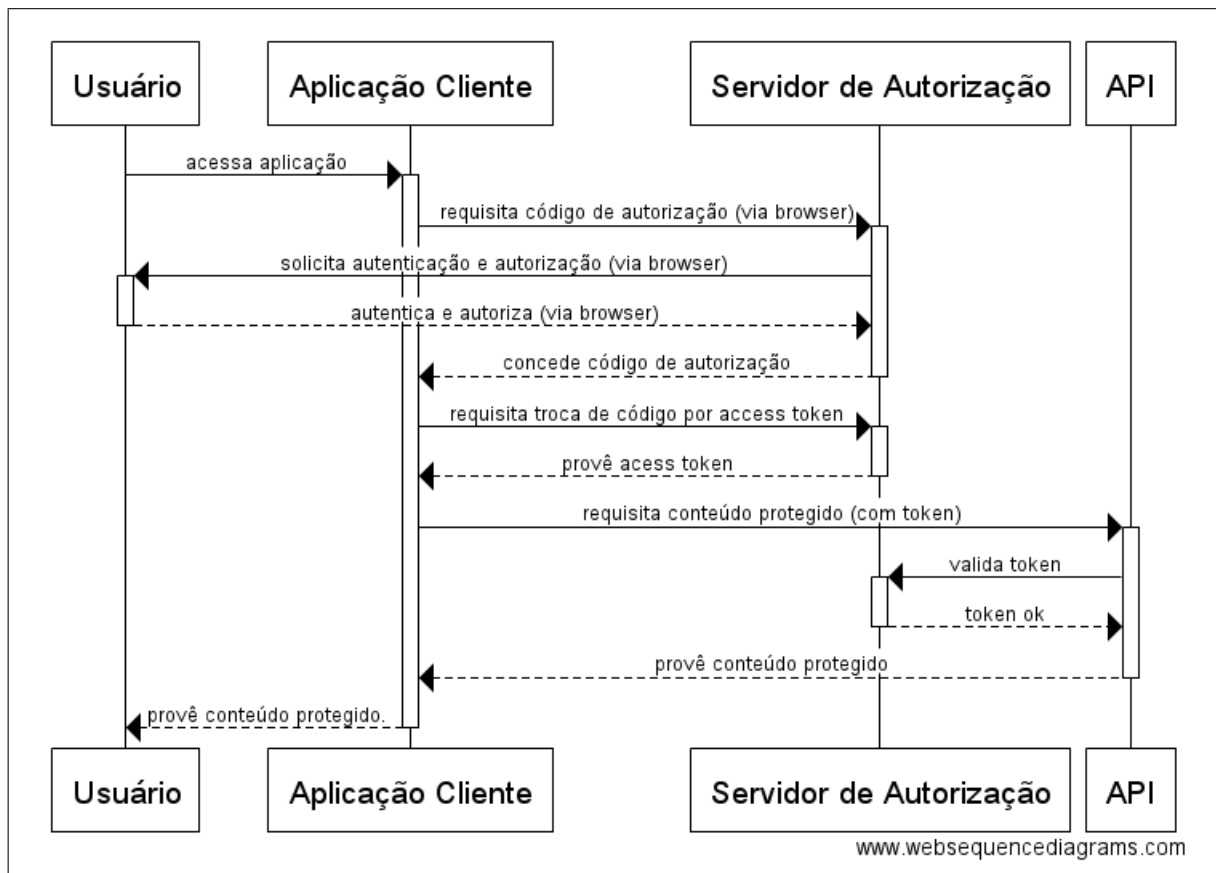 Usuário
Aplicação Cliente
Servidor de Autorização
API
acessa aplicação
requisita código de autorização (via browser)
solicita autenticação e autorização (via browser)
autentica e autoriza (via browser)
concede código de autorização
requisita troca de código por access token
provê acess token
requisita conteúdo protegido (com token)
valida token
token ok
provê conteúdo protegido
provê conteúdo protegido.
Usuário
Aplicação Cliente
Servidor de Autorização
API
www.websequencediagrams.com